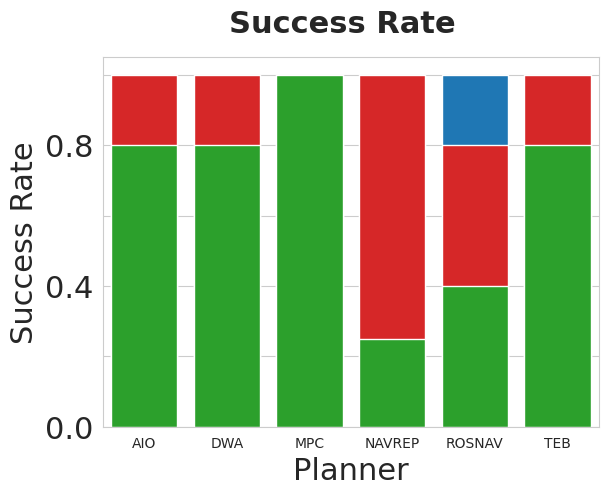 Success Rate
Success Rate
0.8
0.4
0.0
AIO DWA MPC NAVREP ROSNAV TEB
Planner